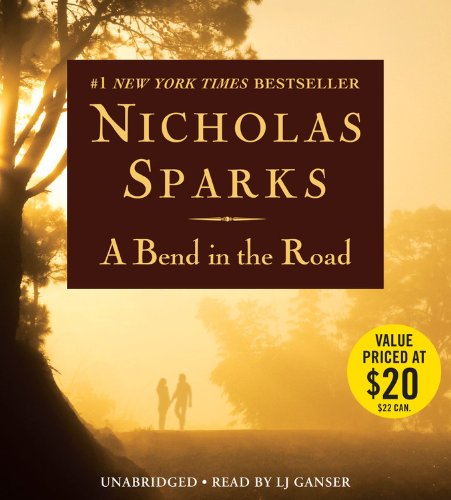 #1 NEW YORK TIMES BESTSELLER
NICHOLAS
SPARKS
A Bend in the Road
VALUE
PRICED AT
$20
$22 CAN.
UNABRIDGED • READ BY LJ GANSER